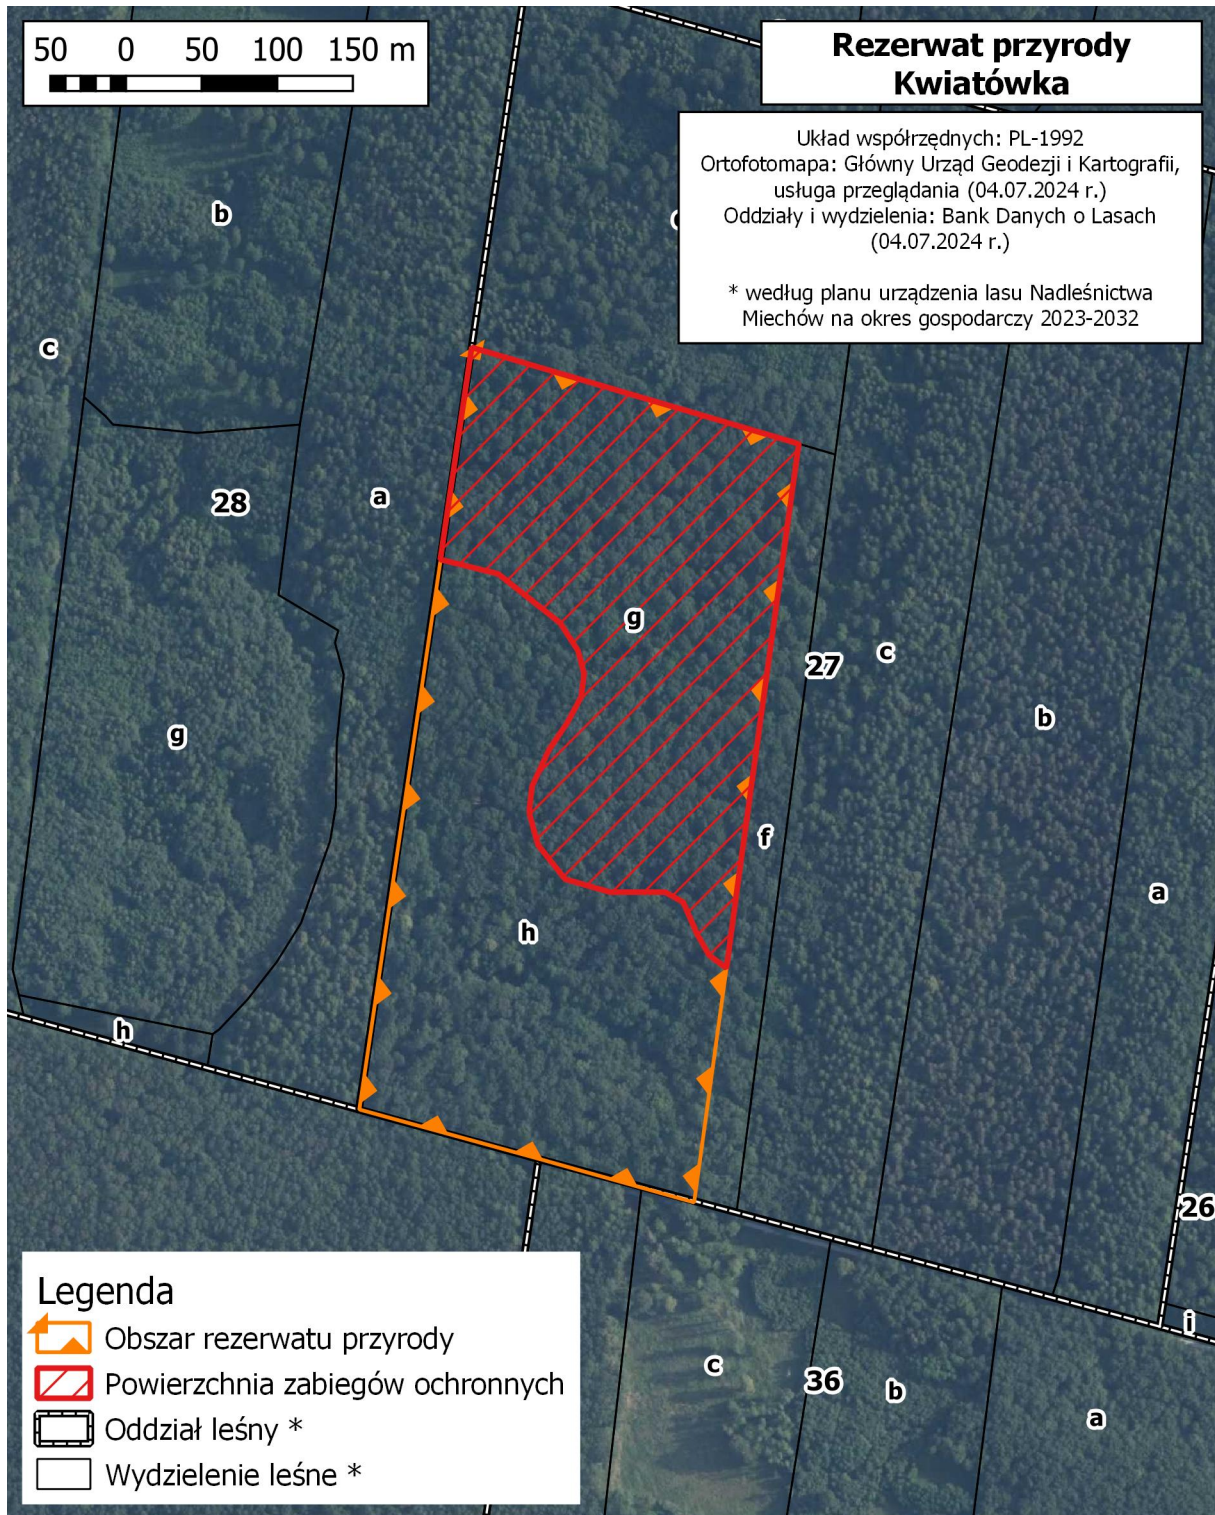 50 0 50 100 150 m
Rezerwat przyrody
Kwiatówka
Układ współrzędnych: PL-1992
Ortofotomapa: Główny Urząd Geodezji i Kartografii,
usługa przeglądania (04.07.2024 r.)
Oddziały i wydzielenia: Bank Danych o Lasach
(04.07.2024 r.)
* według planu urządzenia lasu Nadleśnictwa
Miechów na okres gospodarczy 2023-2032
b
c
28
a
g
27
c
b
g
f
a
h
h
26
i
c
36
b
a
Legenda
Obszar rezerwatu przyrody
Powierzchnia zabiegów ochronnych
Oddział leśny *
Wydzielenie leśne *